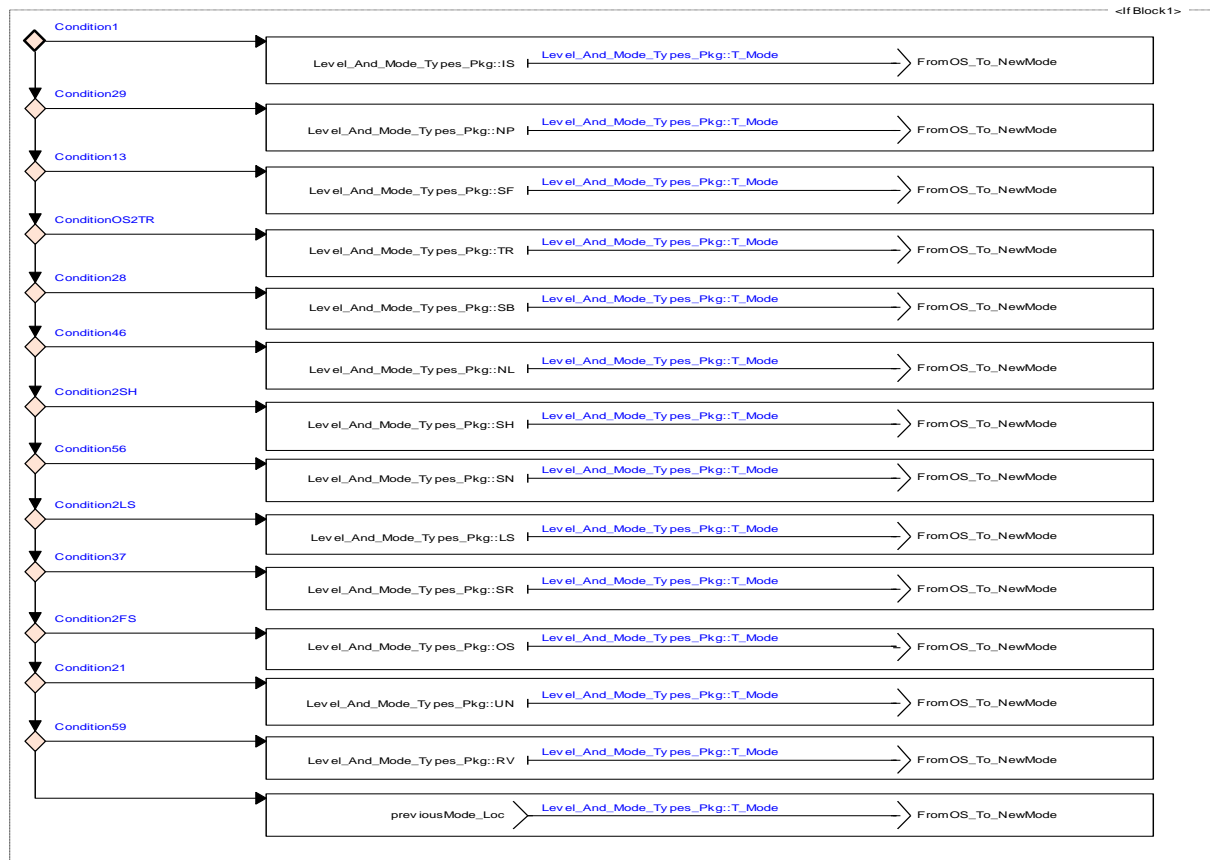 <If Block1>
Condition1
Level_And_Mode_Types_Pkg::IS Level_And_Mode_Types_Pkg::T_Mode FromOS_To_NewMode
Condition29
Level_And_Mode_Types_Pkg::NP Level_And_Mode_Types_Pkg::T_Mode FromOS_To_NewMode
Condition13
Level_And_Mode_Types_Pkg::SF Level_And_Mode_Types_Pkg::T_Mode FromOS_To_NewMode
ConditionOS2TR
Level_And_Mode_Types_Pkg::TR Level_And_Mode_Types_Pkg::T_Mode FromOS_To_NewMode
Condition28
Level_And_Mode_Types_Pkg::SB Level_And_Mode_Types_Pkg::T_Mode FromOS_To_NewMode
Condition46
Level_And_Mode_Types_Pkg::NL Level_And_Mode_Types_Pkg::T_Mode FromOS_To_NewMode
Condition2SH
Level_And_Mode_Types_Pkg::SH Level_And_Mode_Types_Pkg::T_Mode FromOS_To_NewMode
Condition56
Level_And_Mode_Types_Pkg::SN Level_And_Mode_Types_Pkg::T_Mode FromOS_To_NewMode
Condition2LS
Level_And_Mode_Types_Pkg::LS Level_And_Mode_Types_Pkg::T_Mode FromOS_To_NewMode
Condition37
Level_And_Mode_Types_Pkg::SR Level_And_Mode_Types_Pkg::T_Mode FromOS_To_NewMode
Condition2FS
Level_And_Mode_Types_Pkg::OS Level_And_Mode_Types_Pkg::T_Mode FromOS_To_NewMode
Condition21
Level_And_Mode_Types_Pkg::UN Level_And_Mode_Types_Pkg::T_Mode FromOS_To_NewMode
Condition59
Level_And_Mode_Types_Pkg::RV Level_And_Mode_Types_Pkg::T_Mode FromOS_To_NewMode
previousMode_Loc Level_And_Mode_Types_Pkg::T_Mode FromOS_To_NewMode